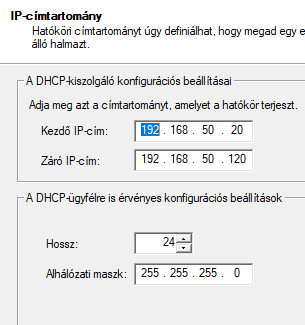 IP-címtartomány
Hatóköri címtartományt úgy definiálhat, hogy megad egy e
álló halmazt.
A DHCP-kiszolgáló konfigurációs beállításai
Adja meg azt a címtartományt, amelyet a hatókör terjeszt.
Kezdő IP-cím: 192 . 168 . 50 . 20
Záró IP-cím: 192 . 168 . 50 . 120
A DHCP-ügyfélre is érvényes konfigurációs beállítások
Hossz: 24
Alhálózati maszk: 255 . 255 . 255 . 0